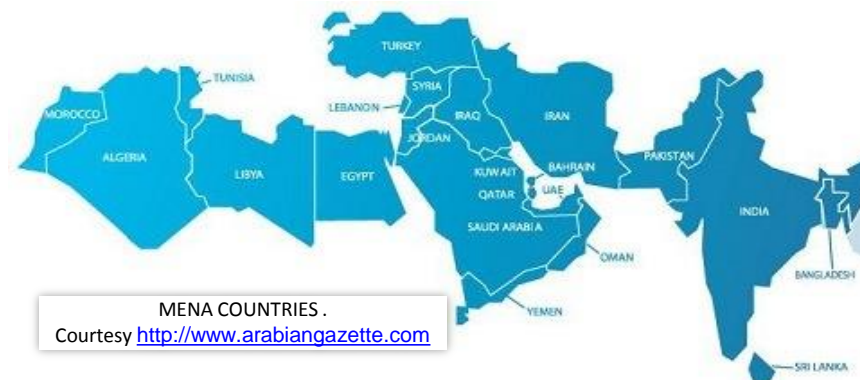 TURKEY
TUNISIA
SYRIA
LEBANON
MOROCCO
IRAQ
IRAN
JORDAN
ALGERIA
PAKISTAN
LIBYA
EGYPT
KUWAIT
BAHRAIN
QATAR
UAE
INDIA
SAUDI ARABIA
OMAN
BANGLADESH
YEMEN
SRI LANKA
MENA COUNTRIES .
Courtesy http://www.arabiangazette.com